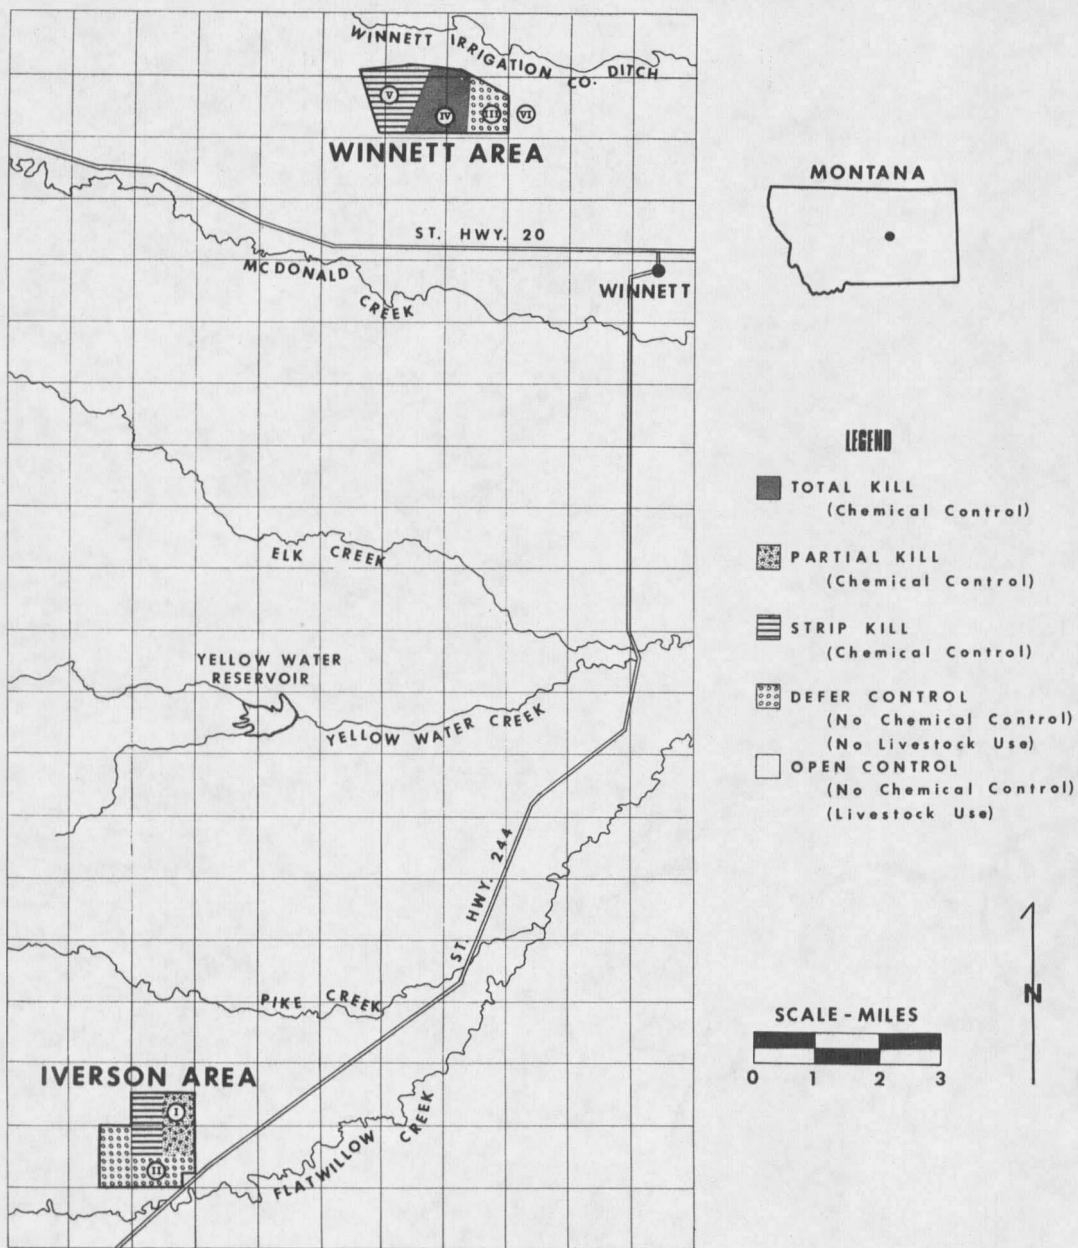 WINNETT IRRIGATION CO. DITCH
V
IV
III
VI
WINNETT AREA
ST. HWY. 20
MCDONALD CREEK
WINNETT
ELK CREEK
YELLOW WATER
RESERVOIR
YELLOW WATER CREEK
ST. HWY. 244
PIKE CREEK
IVERSON AREA
I
II
FLATWILLOW CREEK
MONTANA
LEGEND
TOTAL KILL
(Chemical Control)
PARTIAL KILL
(Chemical Control)
STRIP KILL
(Chemical Control)
DEFER CONTROL
(No Chemical Control)
(No Livestock Use)
OPEN CONTROL
(No Chemical Control)
(Livestock Use)
N
SCALE - MILES
0 1 2 3